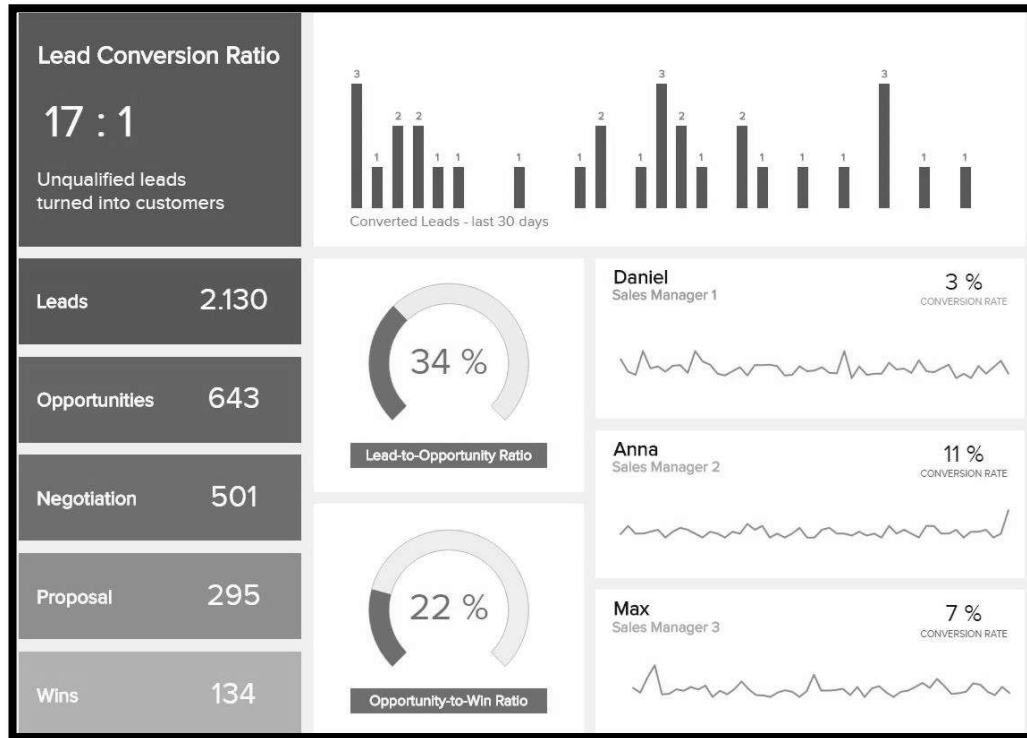 Lead Conversion Ratio
17 : 1
Unqualified leads
turned into customers
3
1
2
2
1
1
1
1
2
1
3
2
1
2
1
1
1
3
1
1
Converted Leads - last 30 days
Leads 2.130
Opportunities 643
Negotiation 501
Proposal 295
Wins 134
34 %
Lead-to-Opportunity Ratio
22 %
Opportunity-to-Win Ratio
Daniel
Sales Manager 1
3 %
CONVERSION RATE
Anna
Sales Manager 2
11 %
CONVERSION RATE
Max
Sales Manager 3
7 %
CONVERSION RATE